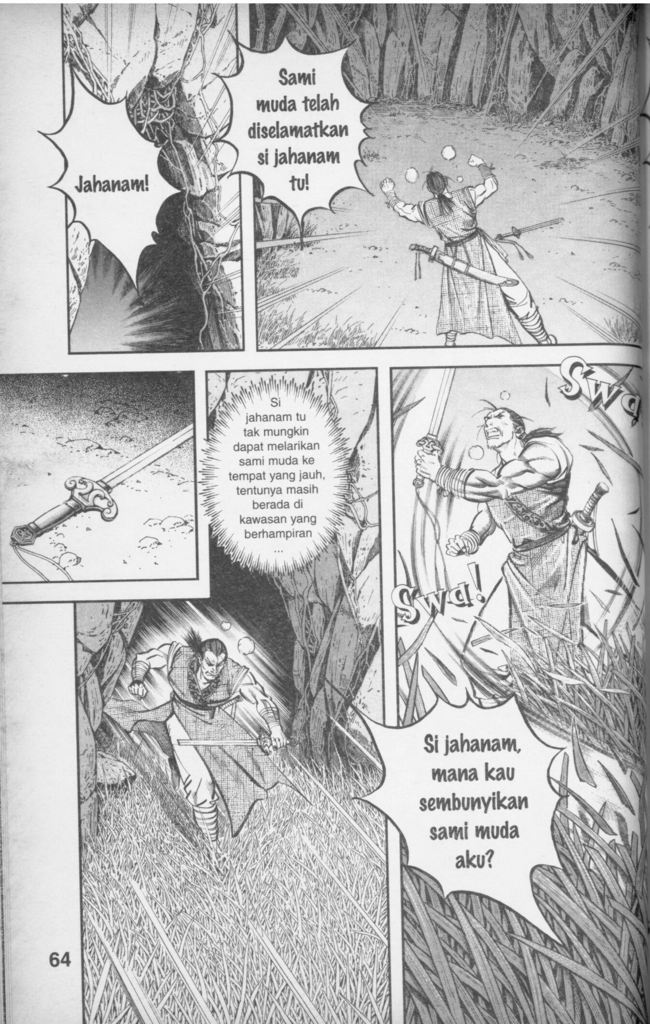 Jahanam!
Sami
muda telah
diselamatkan
si jahanam
tu!
Si
jahanam tu
tak mungkin
dapat melarikan
sami muda ke
tempat yang jauh,
tentunya masih
berada di
kawasan yang
berhampiran
...
Swa
Swa!
Si jahanam,
mana kau
sembunyikan
sami muda
aku?
64